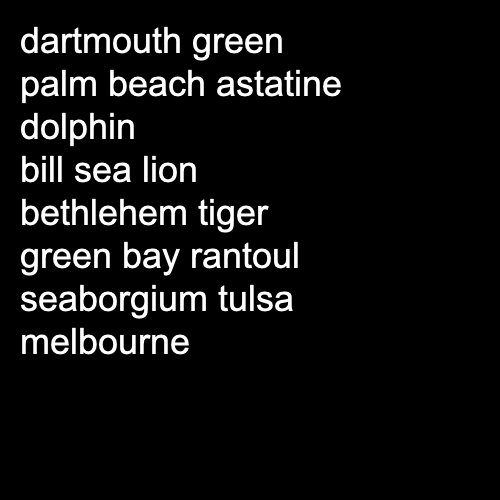 dartmouth green
palm beach astatine
dolphin
bill sea lion
bethlehem tiger
green bay rantoul
seaborgium tulsa
melbourne